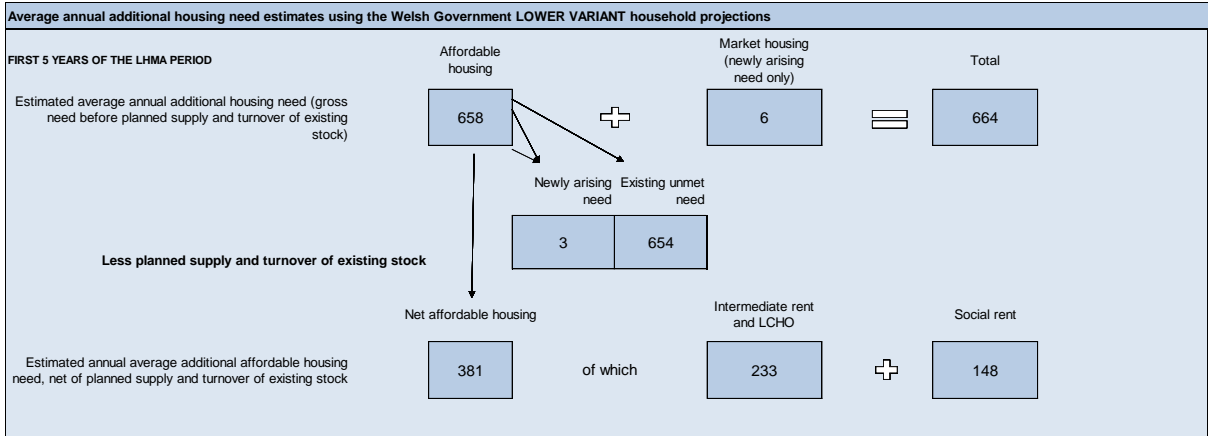 Average annual additional housing need estimates using the Welsh Government LOWER VARIANT household projections
FIRST 5 YEARS OF THE LHMA PERIOD
Affordable
housing
Market housing
(newly arising
need only)
Total
Estimated average annual additional housing need (gross
need before planned supply and turnover of existing
stock)
658
6
664
Newly arising
need
Existing unmet
need
3
654
Less planned supply and turnover of existing stock
Net affordable housing
Intermediate rent
and LCHO
Social rent
Estimated annual average additional affordable housing
need, net of planned supply and turnover of existing stock
381
of which
233
148